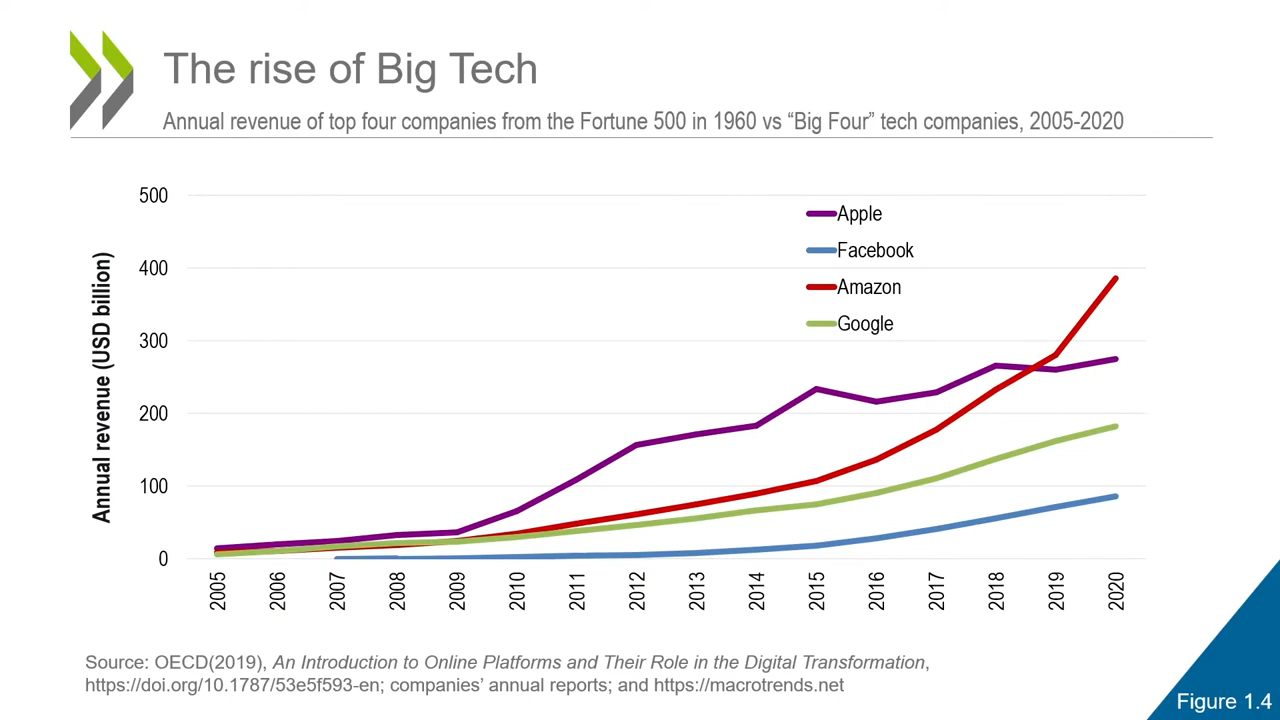 The rise of Big Tech
Annual revenue of top four companies from the Fortune 500 in 1960 vs “Big Four” tech companies, 2005-2020
Annual revenue (USD billion)
500
400
300
200
100
0
Apple
Facebook
Amazon
Google
2005
2006
2007
2008
2009
2010
2011
2012
2013
2014
2015
2016
2017
2018
2019
2020
Source: OECD(2019), An Introduction to Online Platforms and Their Role in the Digital Transformation,
https://doi.org/10.1787/53e5f593-en; companies’ annual reports; and https://macrotrends.net
Figure 1.4